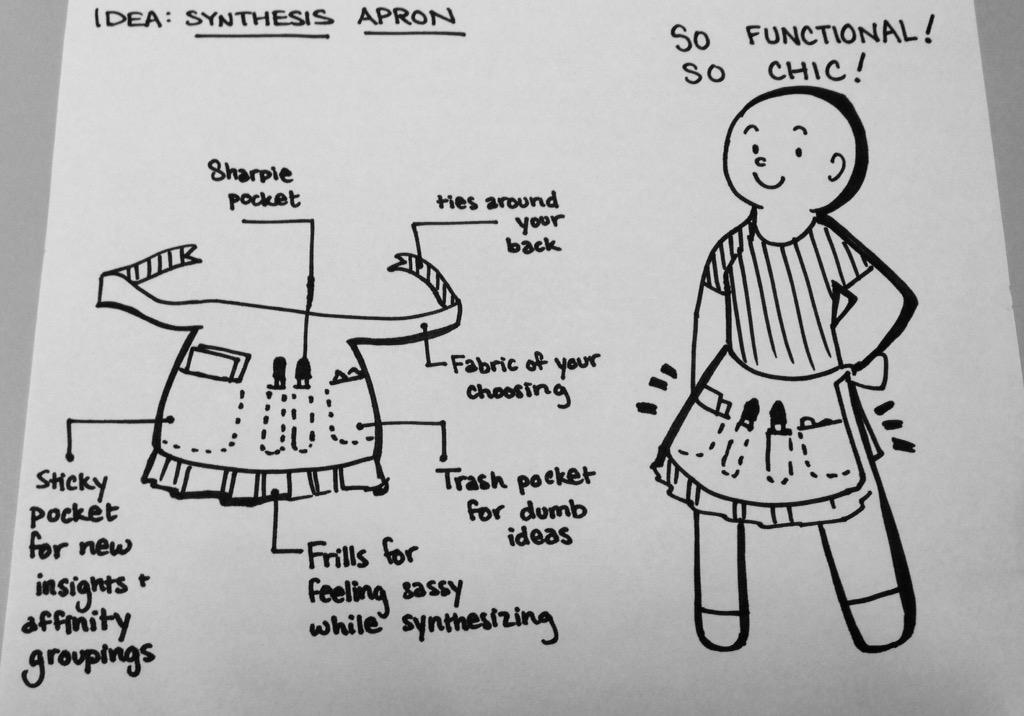 IDEA: SYNTHESIS APRON
SO FUNCTIONAL!
SO CHIC!
Sharpie
pocket
ties around
your
back
Fabric of your
choosing
Sticky
pocket
for new
insights +
affinity
groupings
Trash pocket
for dumb
ideas
Frills for
feeling sassy
while synthesizing